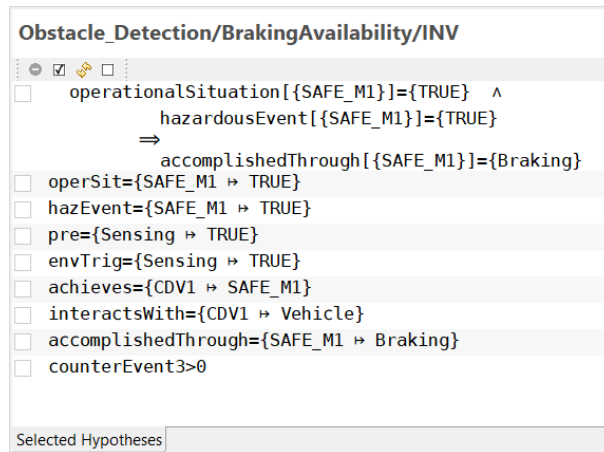 Obstacle_Detection/BrakingAvailability/INV
operationalSituation[{SAFE_M1}]={TRUE} ∧
hazardousEvent[{SAFE_M1}]={TRUE}
⇒
accomplishedThrough[{SAFE_M1}]={Braking}
operSit={SAFE_M1 ↦ TRUE}
hazEvent={SAFE_M1 ↦ TRUE}
pre={Sensing ↦ TRUE}
envTrig={Sensing ↦ TRUE}
achieves={CDV1 ↦ SAFE_M1}
interactsWith={CDV1 ↦ Vehicle}
accomplishedThrough={SAFE_M1 ↦ Braking}
counterEvent3>0
Selected Hypotheses